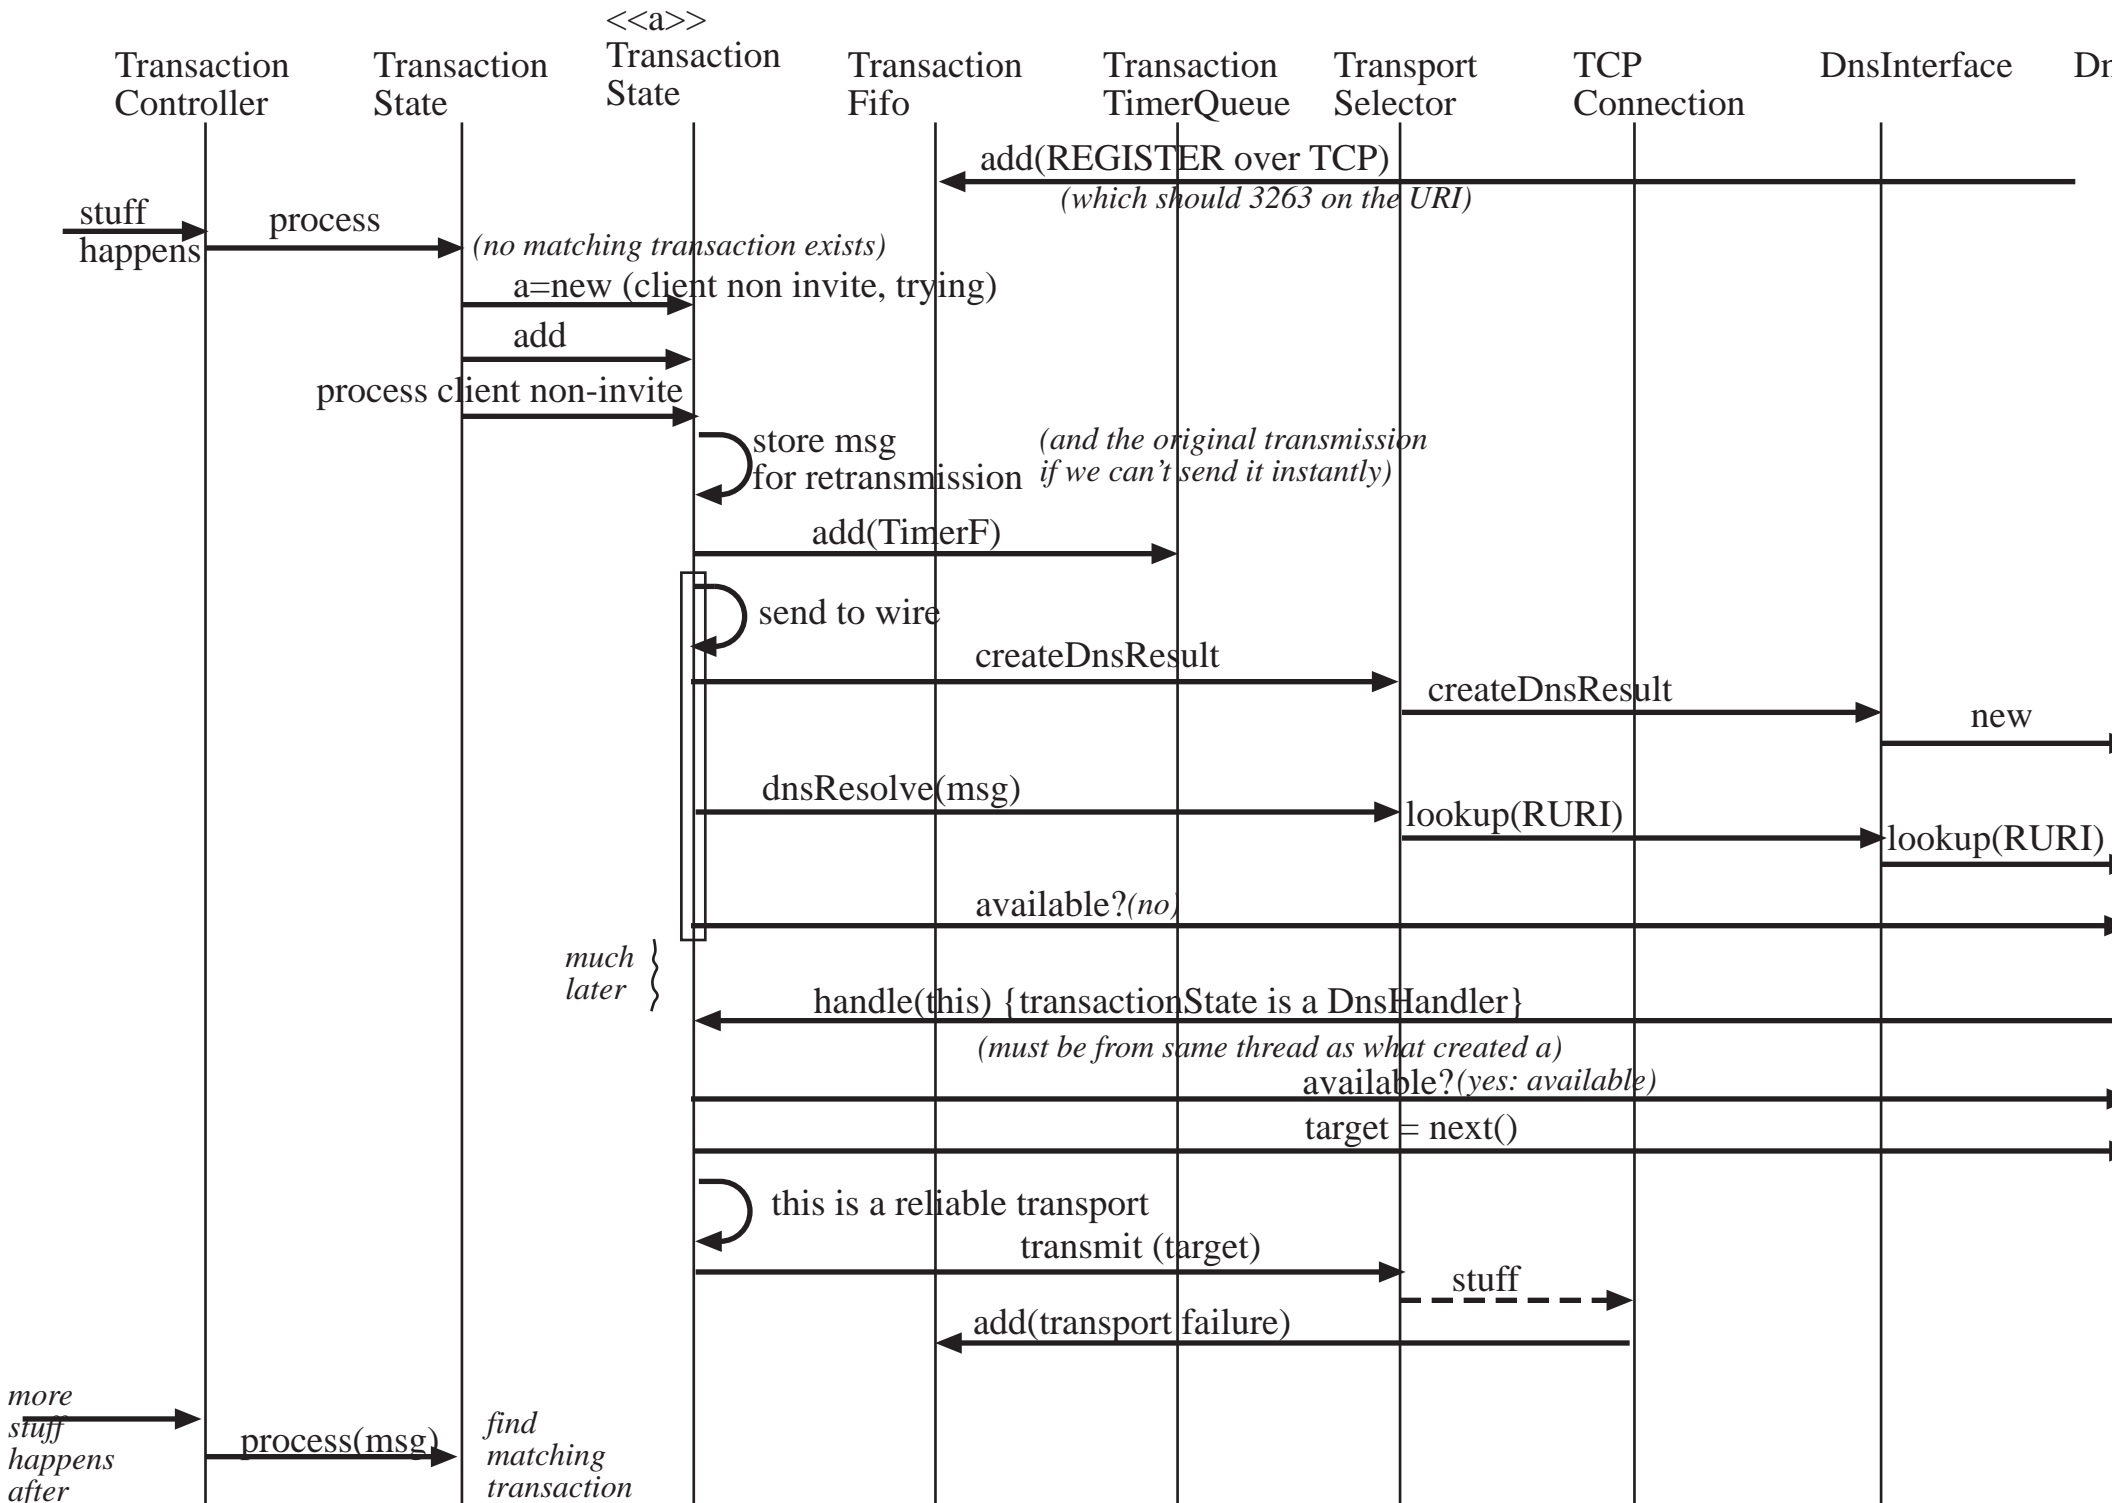 <<a>>
Transaction
Controller
Transaction
State
Transaction
State
Transaction
Fifo
Transaction
TimerQueue
Transport
Selector
TCP
Connection
DnsInterface
Dn
add(REGISTER over TCP)
(which should 3263 on the URI)
stuff
happens
process
(no matching transaction exists)
a=new (client non invite, trying)
add
process client non-invite
store msg
for retransmission
(and the original transmission
if we can’t send it instantly)
add(TimerF)
send to wire
createDnsResult
createDnsResult
new
dnsResolve(msg)
lookup(RURI)
lookup(RURI)
available?(no)
much
later
handle(this) {transactionState is a DnsHandler}
(must be from same thread as what created a)
available?(yes: available)
target = next()
this is a reliable transport
transmit (target)
stuff
add(transport failure)
more
stuff
happens
after
process(msg)
find
matching
transaction